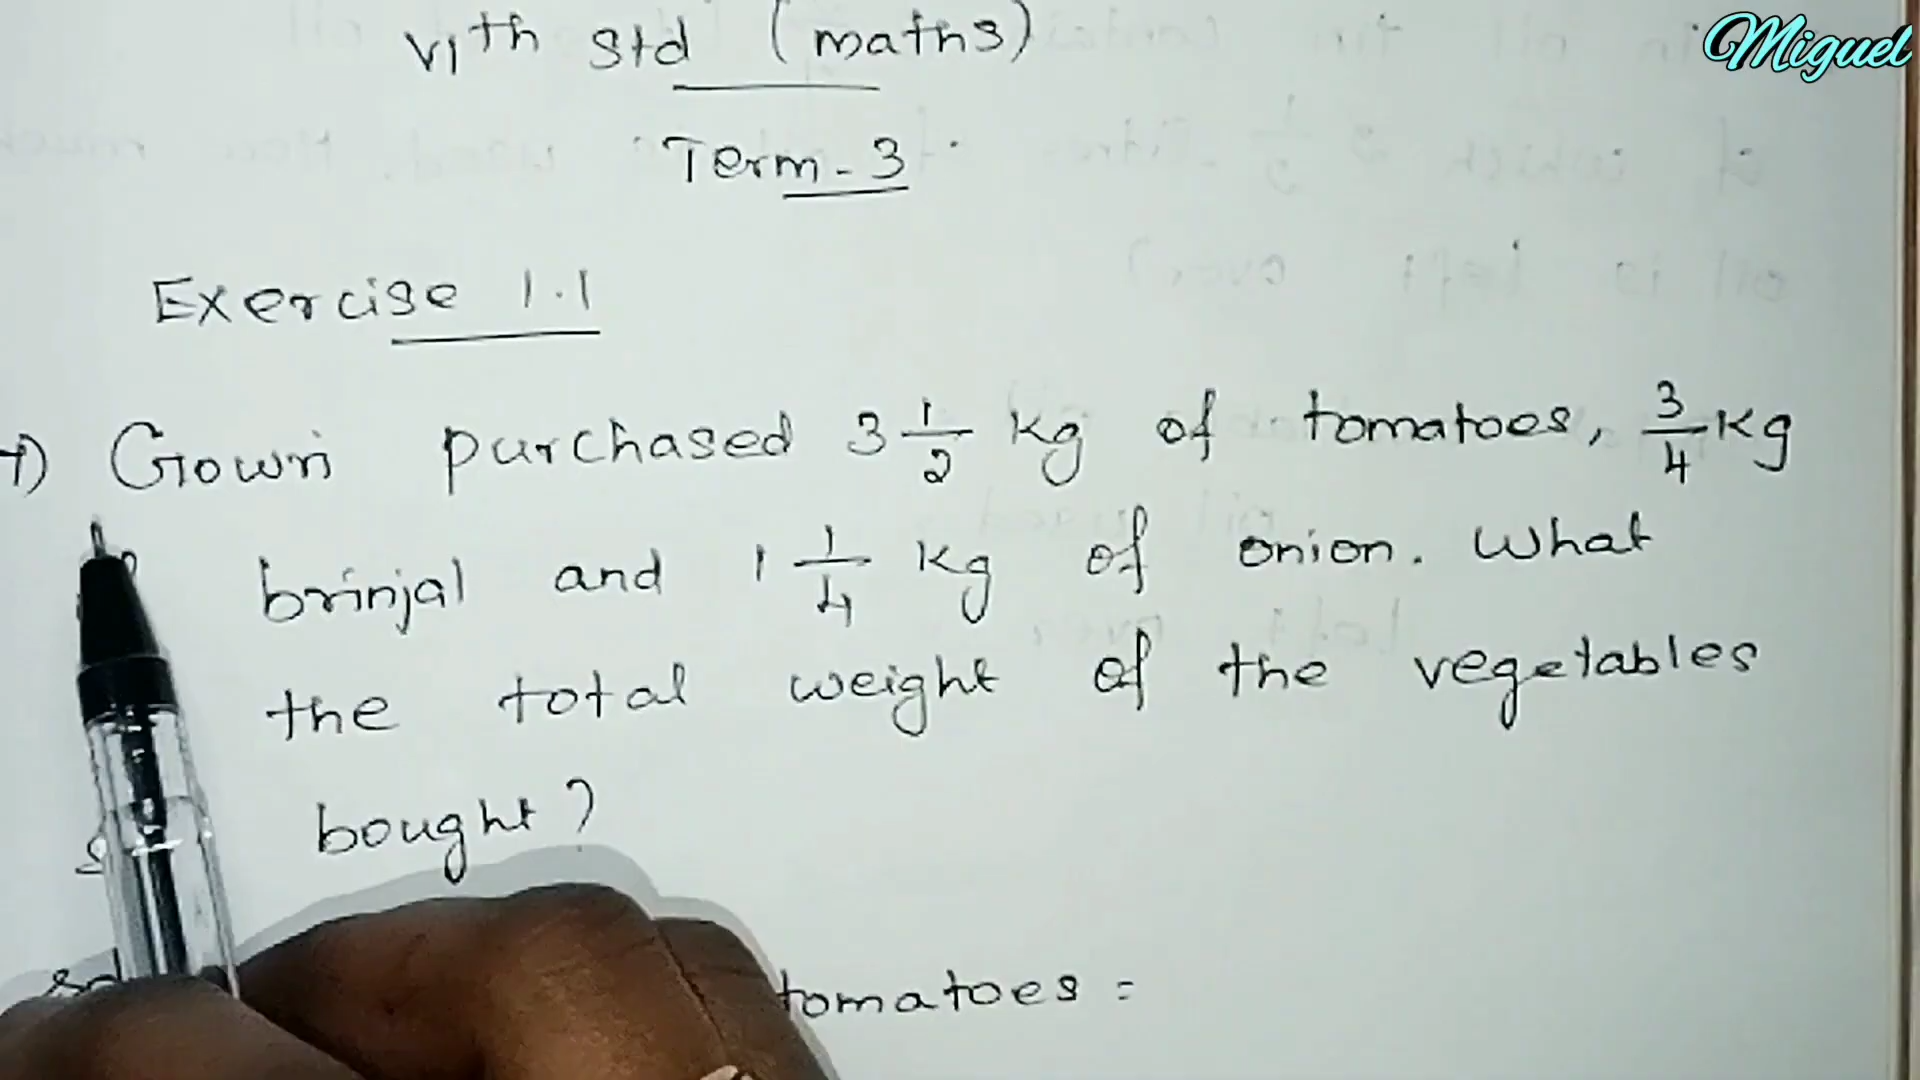 Miguel
VIth Std (maths)
Term-3
Exercise 1.1
7) Gowri purchased 3 1/2 kg of tomatoes, 3/4 kg
brinjal and 1 1/4 kg of onion. What
the total weight of the vegetables
bought?
tomatoes =